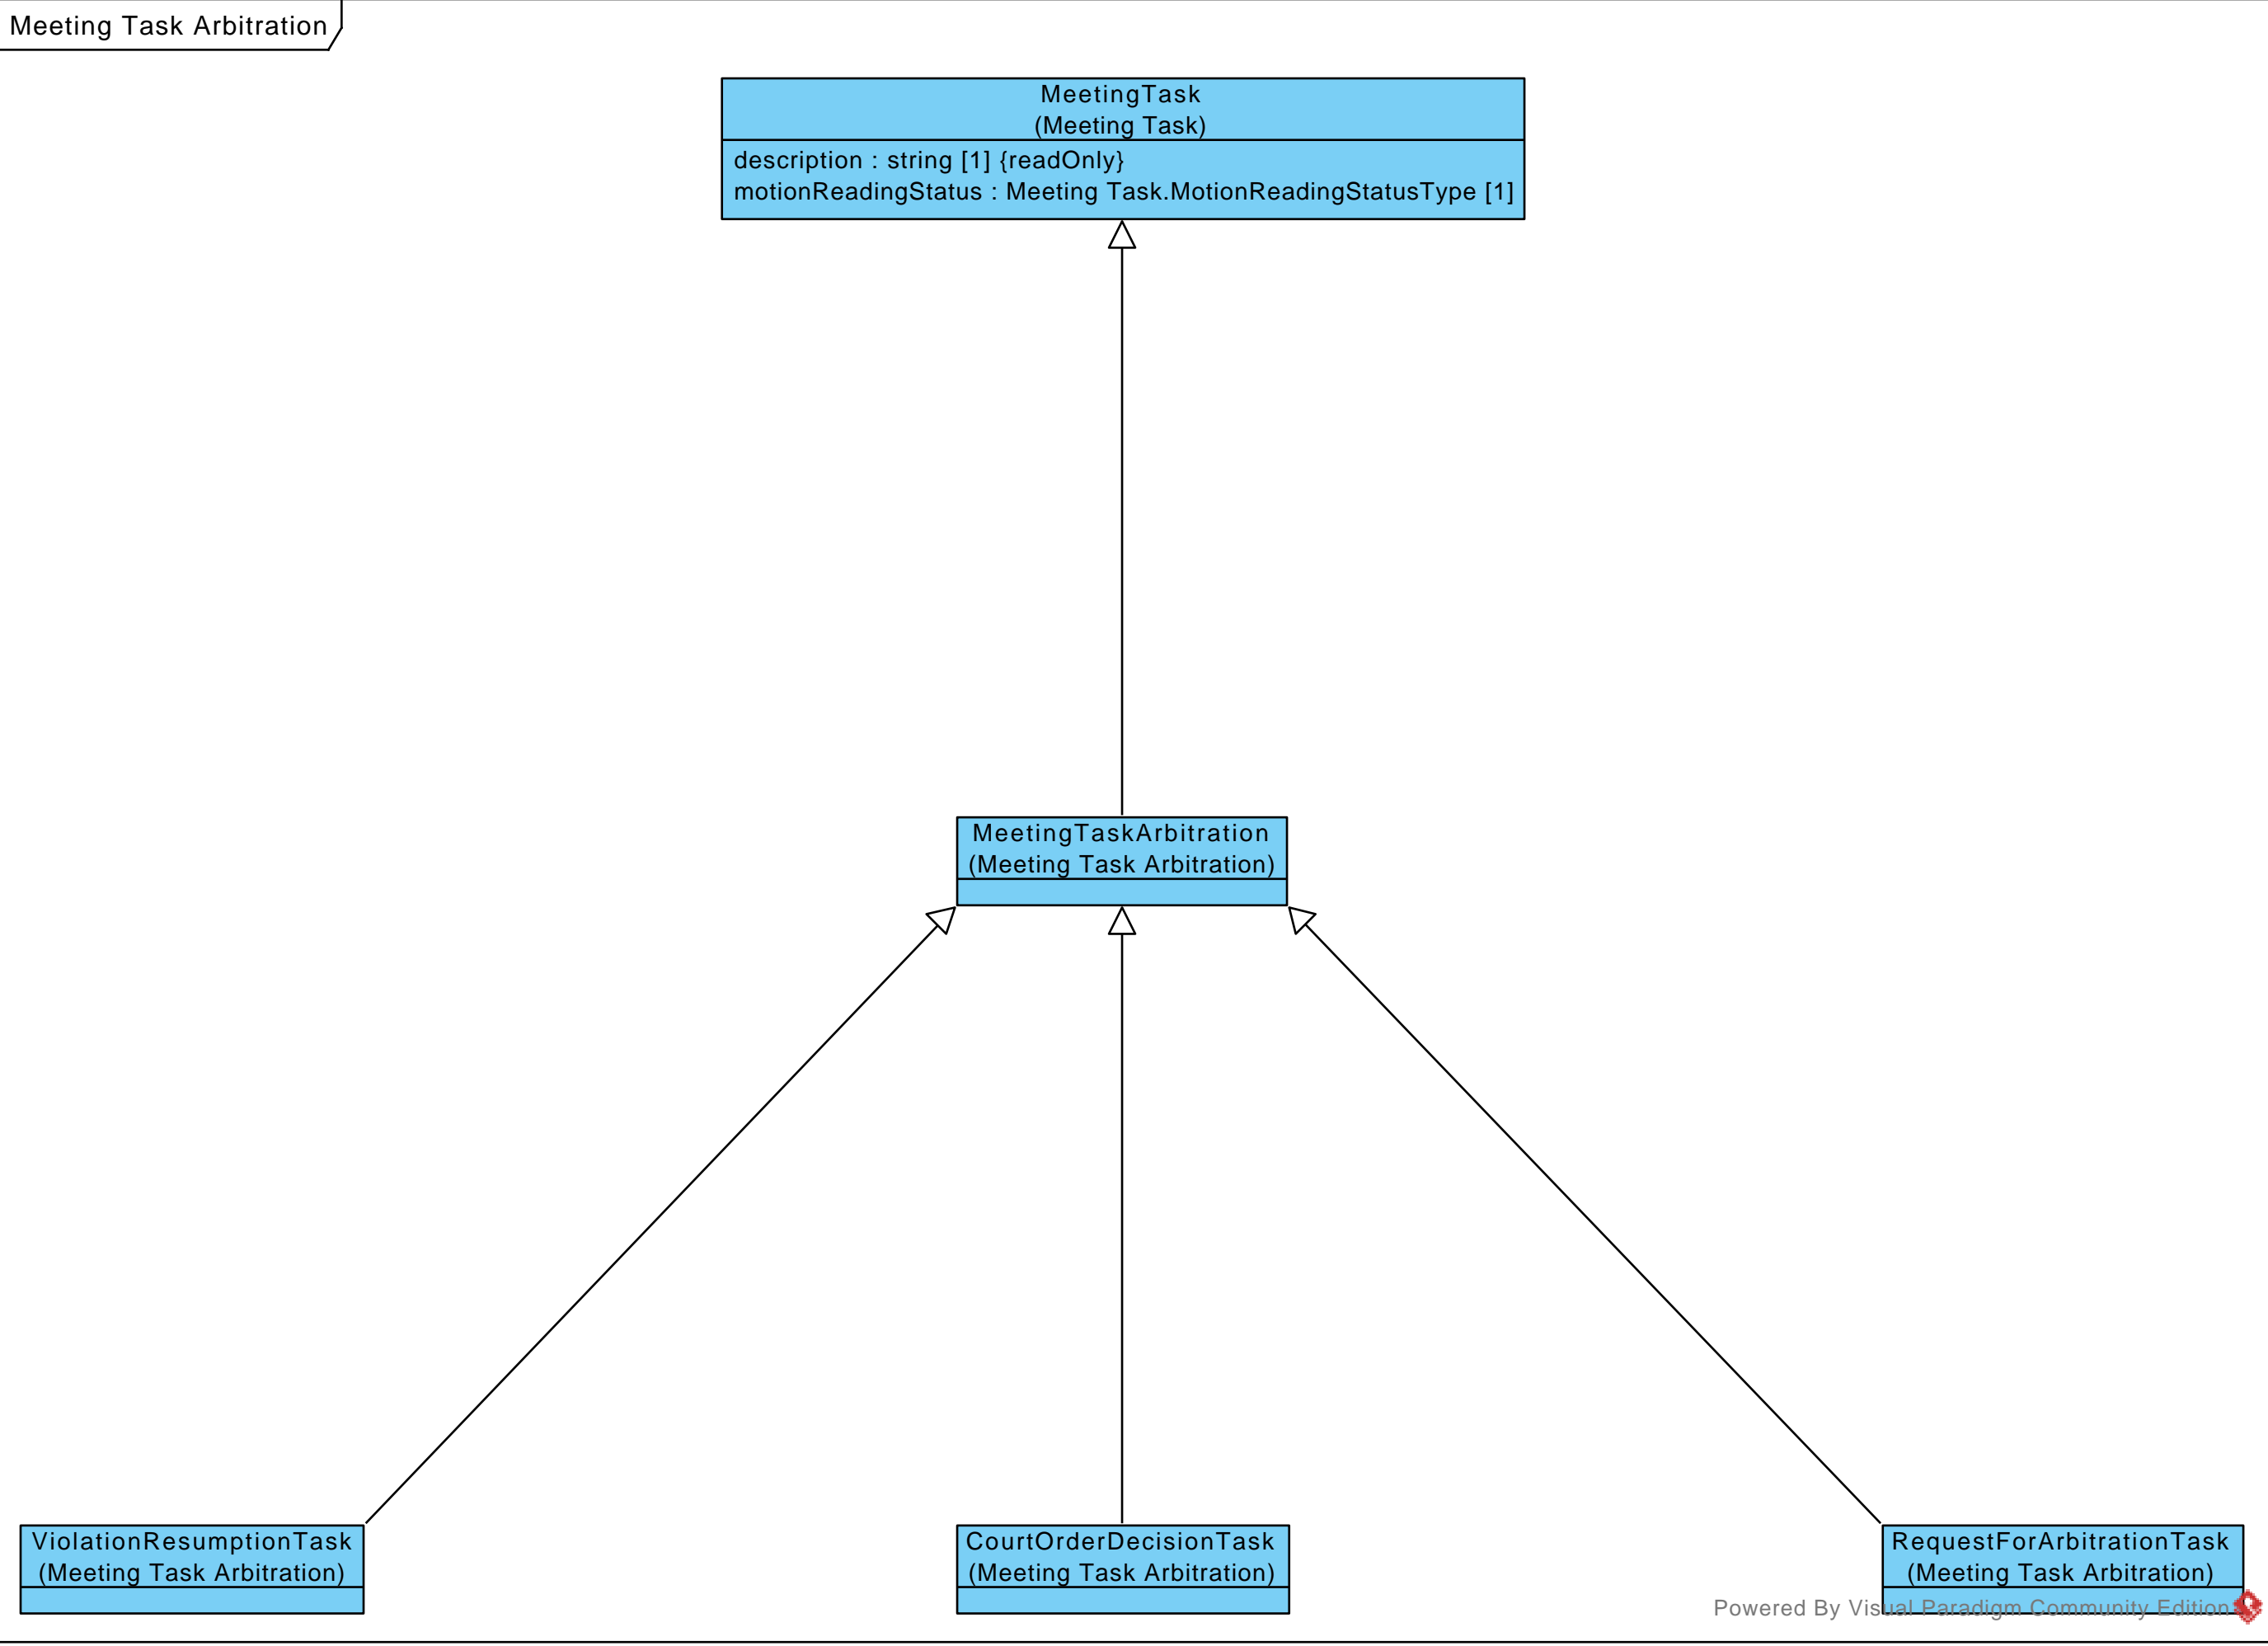 Meeting Task Arbitration
MeetingTask
(Meeting Task)
description : string [1] {readOnly}
motionReadingStatus : Meeting Task.MotionReadingStatusType [1]
MeetingTaskArbitration
(Meeting Task Arbitration)
ViolationResumptionTask
(Meeting Task Arbitration)
CourtOrderDecisionTask
(Meeting Task Arbitration)
RequestForArbitrationTask
(Meeting Task Arbitration)
Powered By Visual Paradigm Community Edition